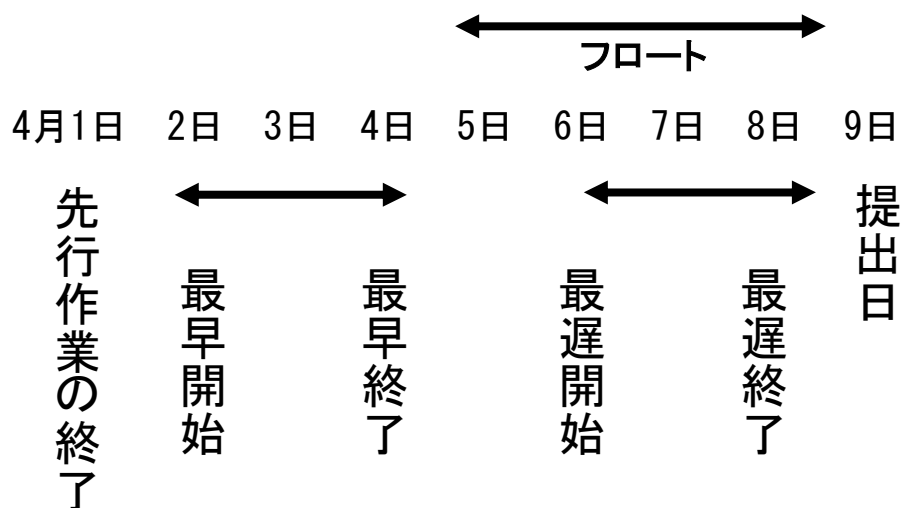 フロート
4月1日 2日 3日 4日 5日 6日 7日 8日 9日
先行作業の終了
最早開始
最早終了
最遅開始
最遅終了
提出日